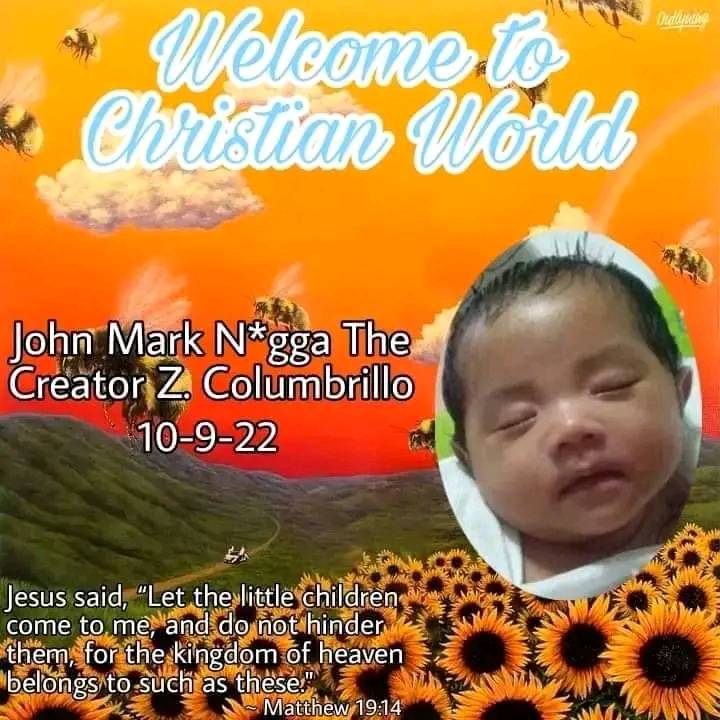 Welcome to
Christian World
John Mark N*gga The
Creator Z. Columbrillo
10-9-22
Jesus said, "Let the little children
come to me, and do not hinder
them, for the kingdom of heaven
belongs to such as these."
~ Matthew 19:14